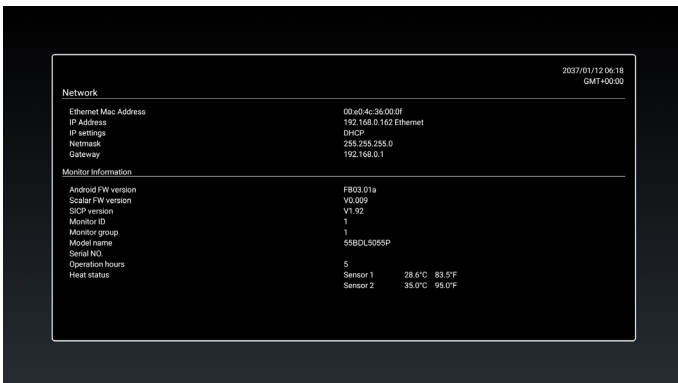 2037/01/12 06:18
GMT+00:00
Network
Ethernet Mac Address 00:e0:4c:36:00:0f
IP Address 192.168.0.162 Ethernet
IP settings DHCP
Netmask 255.255.255.0
Gateway 192.168.0.1
Monitor Information
Android FW version FB03.01a
Scalar FW version V0.009
SICP version V1.92
Monitor ID 1
Monitor group 1
Model name 55BDL5055P
Serial NO.
Operation hours 5
Heat status Sensor 1 28.6°C 83.5°F
Sensor 2 35.0°C 95.0°F